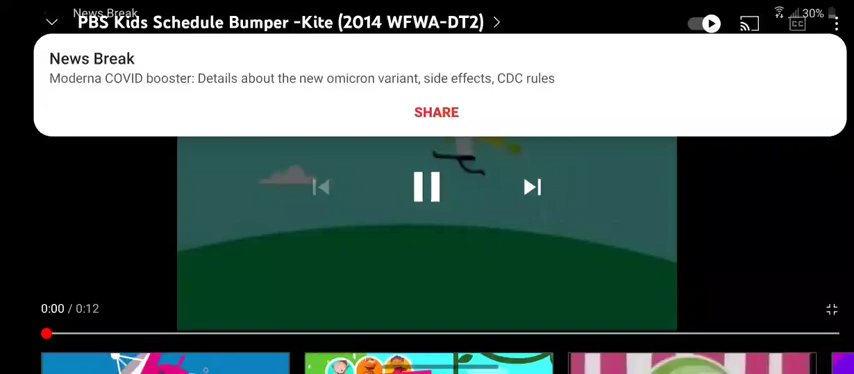 News Break
30%
PBS Kids Schedule Bumper -Kite (2014 WFWA-DT2)
CC
News Break
Moderna COVID booster: Details about the new omicron variant, side effects, CDC rules
SHARE
0:00 / 0:12